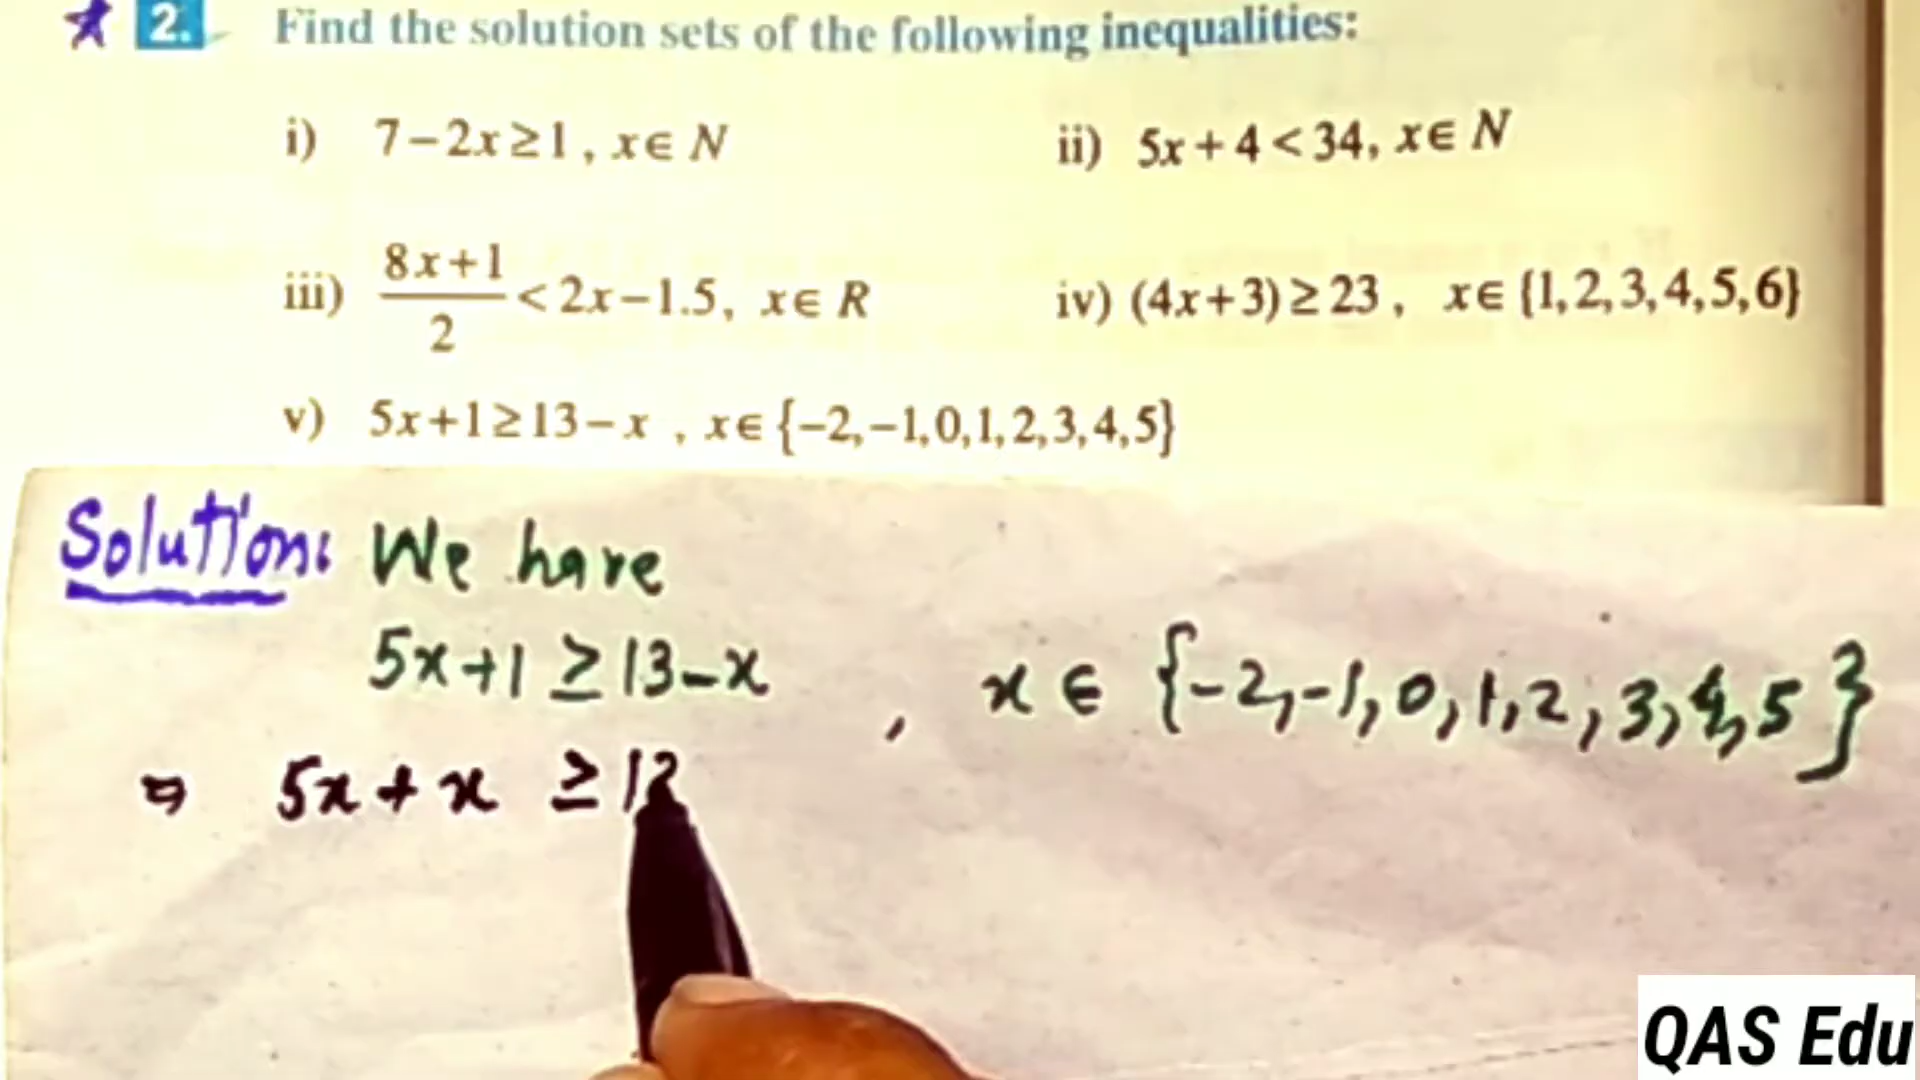 2. Find the solution sets of the following inequalities:
i) 7-2x≥1, x∈N ii) 5x+4<34, x∈N
iii) (8x+1)/2 <2x-1.5, x∈R iv) (4x+3)≥23, x∈{1,2,3,4,5,6}
v) 5x+1≥13-x, x∈{-2,-1,0,1,2,3,4,5}
Solution: We have
5x+1≥13-x, x∈{-2,-1,0,1,2,3,4,5}
⇒ 5x+x ≥
QAS Edu